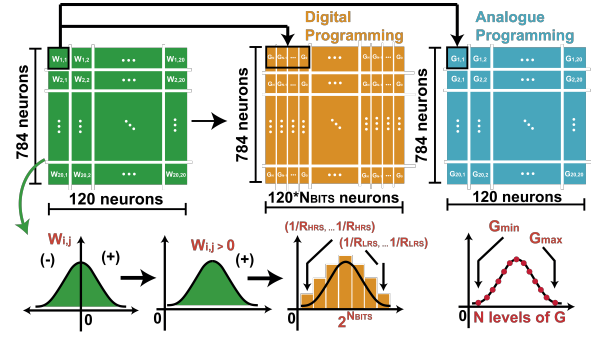 Digital
Programming
Analogue
Programming
784 neurons
W1,1 W1,2 ... W1,20
W2,1 W2,2 ... W2,20
W20,1 W20,2 ... W20,20
120 neurons
784 neurons
120*NBITS neurons
784 neurons
G1,1 G1,2 ... G1,20
G2,1 G2,2 ... G2,20
G20,1 G20,2 ... G20,20
120 neurons
Wi,j
(-) (+)
0
Wi,j > 0
(+)
0
(1/RHRS, ...1/RHRS)
(1/RLRS, ...1/RLRS)
0
2^NBITS
Gmin
Gmax
0
N levels of G